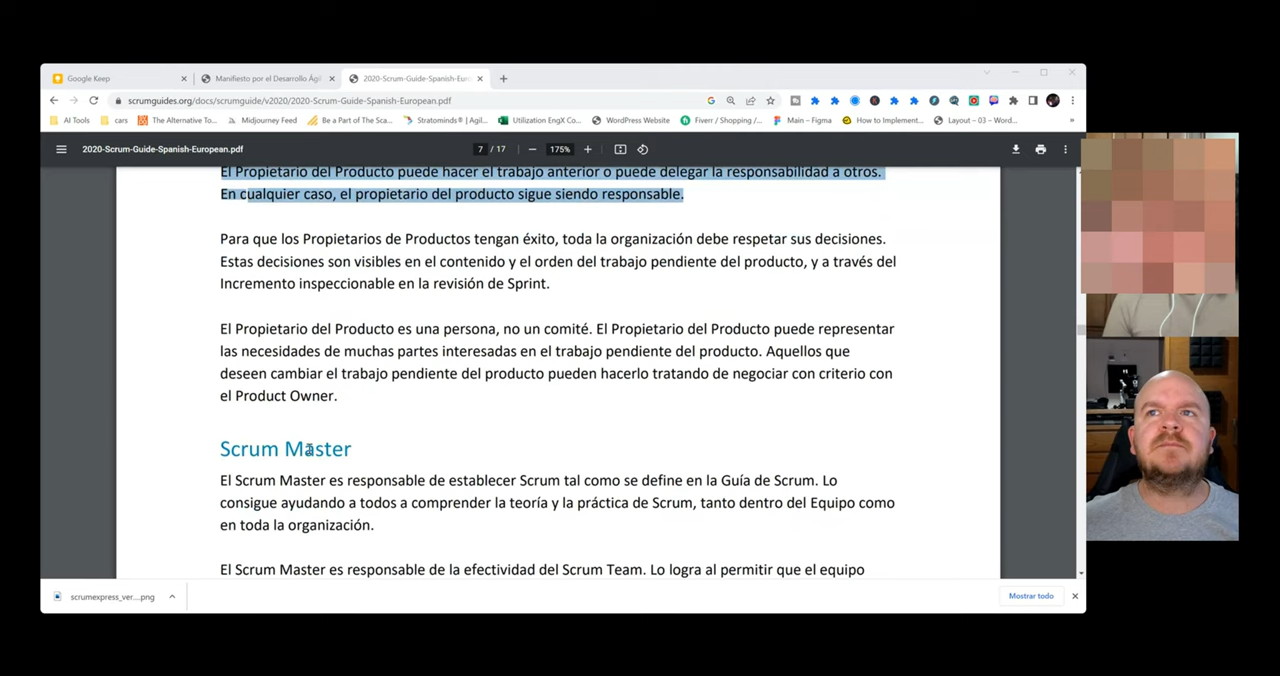 Google Keep
Manifiesto por el Desarrollo Ágil
2020-Scrum-Guide-Spanish-Euro
scrumguides.org/docs/scrumguide/v2020/2020-Scrum-Guide-Spanish-European.pdf
AI Tools cars The Alternative To... Midjourney Feed Be a Part of The Sca... Stratominds® | Agil... Utilization EngX Co... WordPress Website Fiverr / Shopping /... Main – Figma How to Implement... Layout – 03 – Word... »
2020-Scrum-Guide-Spanish-European.pdf 7 / 17 175%
El Propietario del Producto puede hacer el trabajo anterior o puede delegar la responsabilidad a otros.
En cualquier caso, el propietario del producto sigue siendo responsable.
Para que los Propietarios de Productos tengan éxito, toda la organización debe respetar sus decisiones.
Estas decisiones son visibles en el contenido y el orden del trabajo pendiente del producto, y a través del
Incremento inspeccionable en la revisión de Sprint.
El Propietario del Producto es una persona, no un comité. El Propietario del Producto puede representar
las necesidades de muchas partes interesadas en el trabajo pendiente del producto. Aquellos que
deseen cambiar el trabajo pendiente del producto pueden hacerlo tratando de negociar con criterio con
el Product Owner.
Scrum Master
El Scrum Master es responsable de establecer Scrum tal como se define en la Guía de Scrum. Lo
consigue ayudando a todos a comprender la teoría y la práctica de Scrum, tanto dentro del Equipo como
en toda la organización.
El Scrum Master es responsable de la efectividad del Scrum Team. Lo logra al permitir que el equipo
scrumexpress_ver....png
Mostrar todo